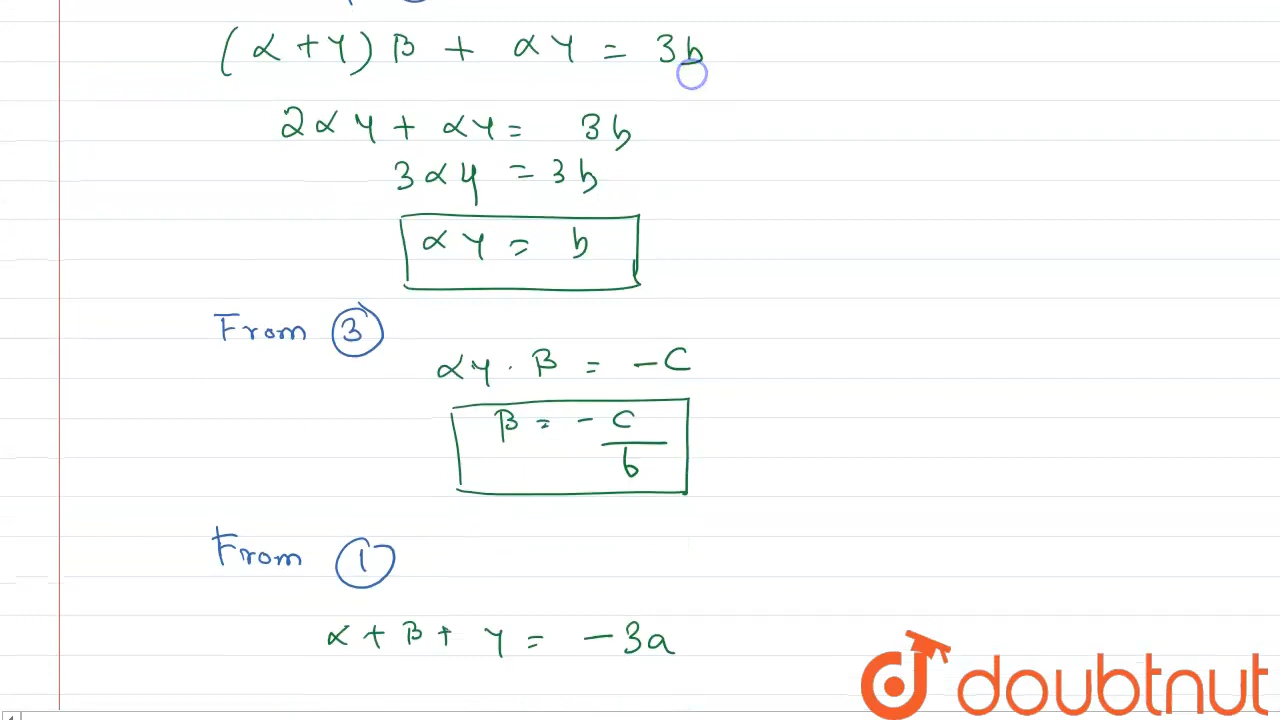 (α + γ) β + αγ = 3b
2αγ + αγ = 3b
3αγ = 3b
αγ = b
From ③
αγ · β = -C
β = - C/b
From ①
α + β + γ = -3a
doubtnut